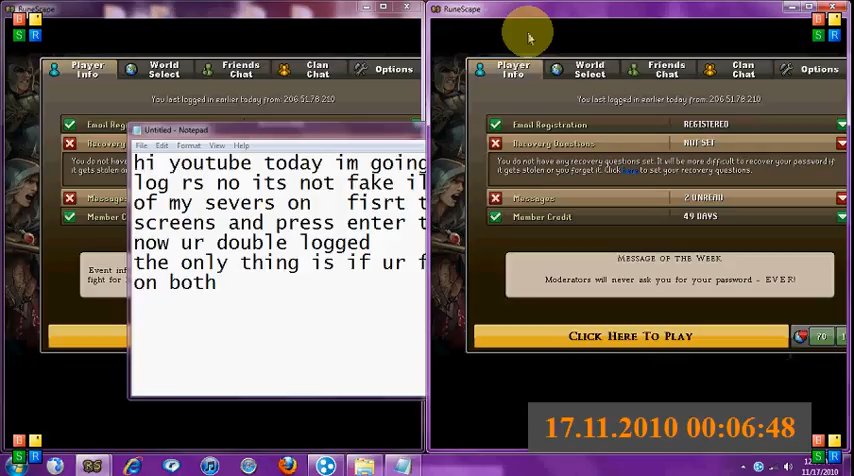 RuneScape
RuneScape
Player Info
World Select
Friends Chat
Clan Chat
Options
Player Info
World Select
Friends Chat
Clan Chat
Options
You last logged in earlier today from: 206.51.78.210
You last logged in earlier today from: 206.51.78.210
Untitled - Notepad
File Edit Format View Help
hi youtube today im going
log rs no its not fake
of my severs on fisrt
screens and press enter
now ur double logged
the only thing is if ur
on both
Email Registration REGISTERED
Recovery Questions NOT SET
You do not have any recovery questions set. It will be more difficult to recover your password if
it gets stolen or you forget it. Click here to set your recovery questions.
Messages 2 UNREAD
Member Credit 49 DAYS
Message of the Week
Moderators will never ask you for your password - EVER!
Click Here To Play
70
17.11.2010 00:06:48
11/17/2010